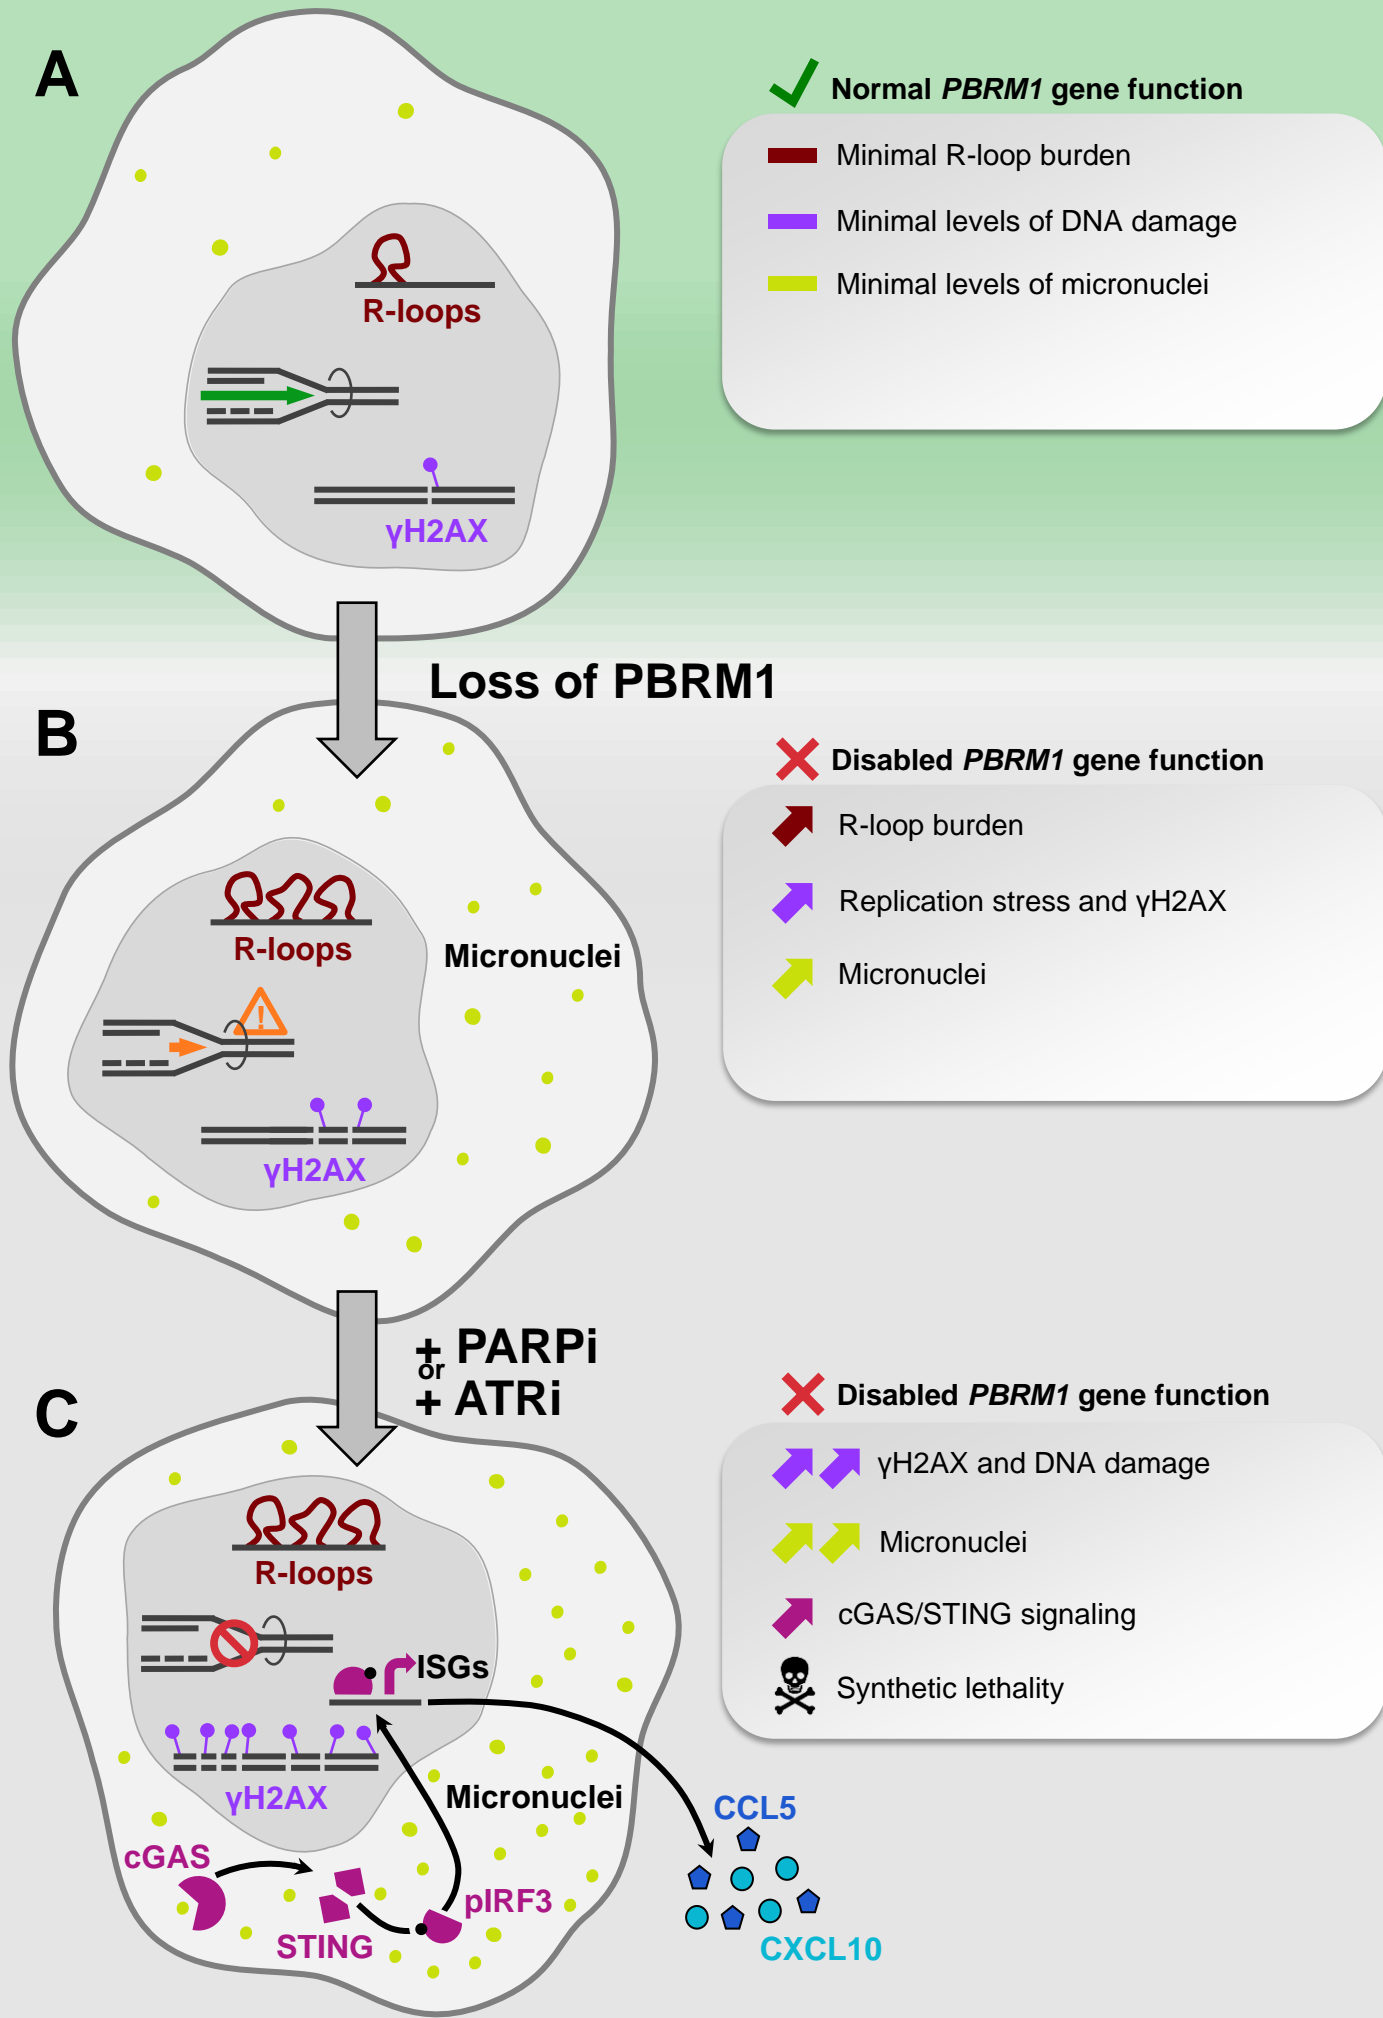 A
Normal PBRM1 gene function
Minimal R-loop burden
Minimal levels of DNA damage
Minimal levels of micronuclei
R-loops
γH2AX
Loss of PBRM1
B
Disabled PBRM1 gene function
R-loop burden
Replication stress and γH2AX
Micronuclei
R-loops
Micronuclei
!
γH2AX
+ PARPi
or
+ ATRi
C
Disabled PBRM1 gene function
γH2AX and DNA damage
Micronuclei
cGAS/STING signaling
Synthetic lethality
R-loops
ISGs
γH2AX
Micronuclei
cGAS
STING
pIRF3
CCL5
CXCL10